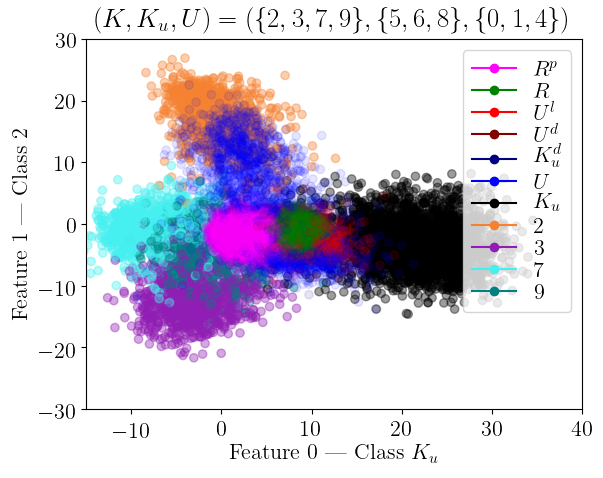 (K, K_u, U) = ({2, 3, 7, 9}, {5, 6, 8}, {0, 1, 4})
30
20
10
0
−10
−20
−30
Feature 1 — Class 2
R^p
R
U^l
U^d
K_u^d
U
K_u
2
3
7
9
−10 0 10 20 30 40
Feature 0 — Class K_u